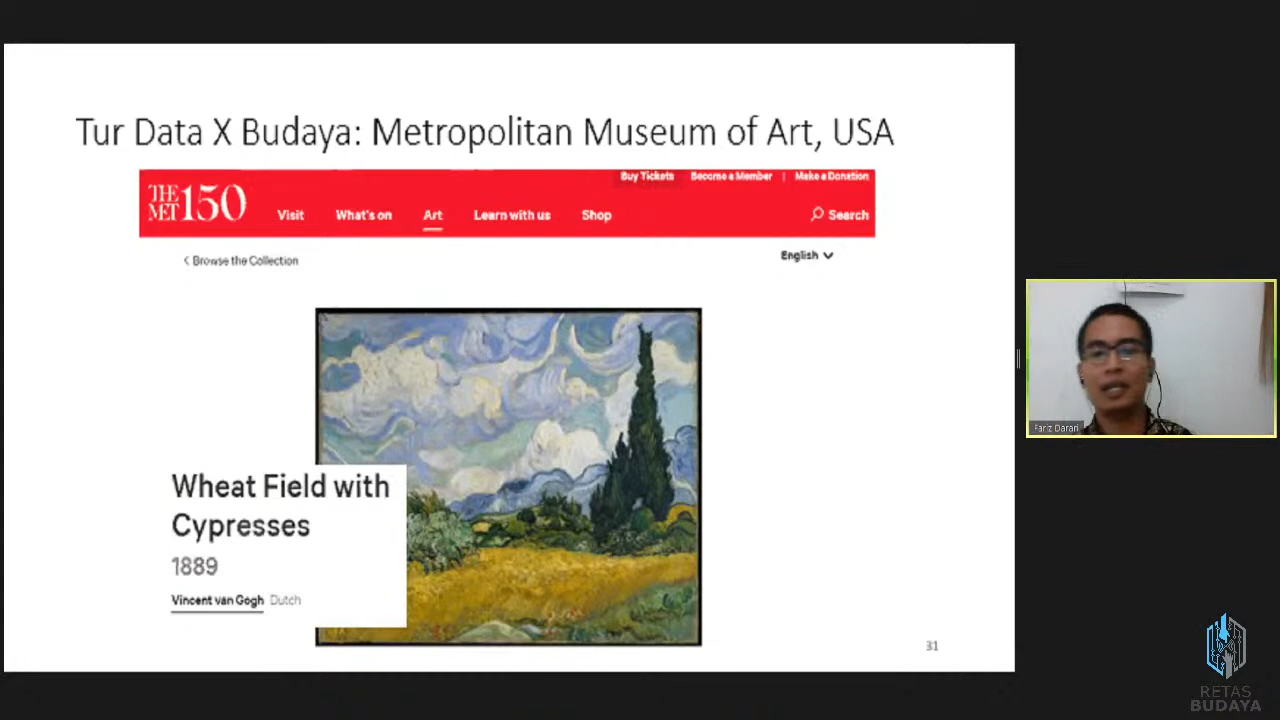 Tur Data X Budaya: Metropolitan Museum of Art, USA
Buy Tickets Become a Member | Make a Donation
THE MET 150 Visit What's on Art Learn with us Shop Search
< Browse the Collection English
Wheat Field with
Cypresses
1889
Vincent van Gogh Dutch
31
Fariz Darari
RETAS
BUDAYA